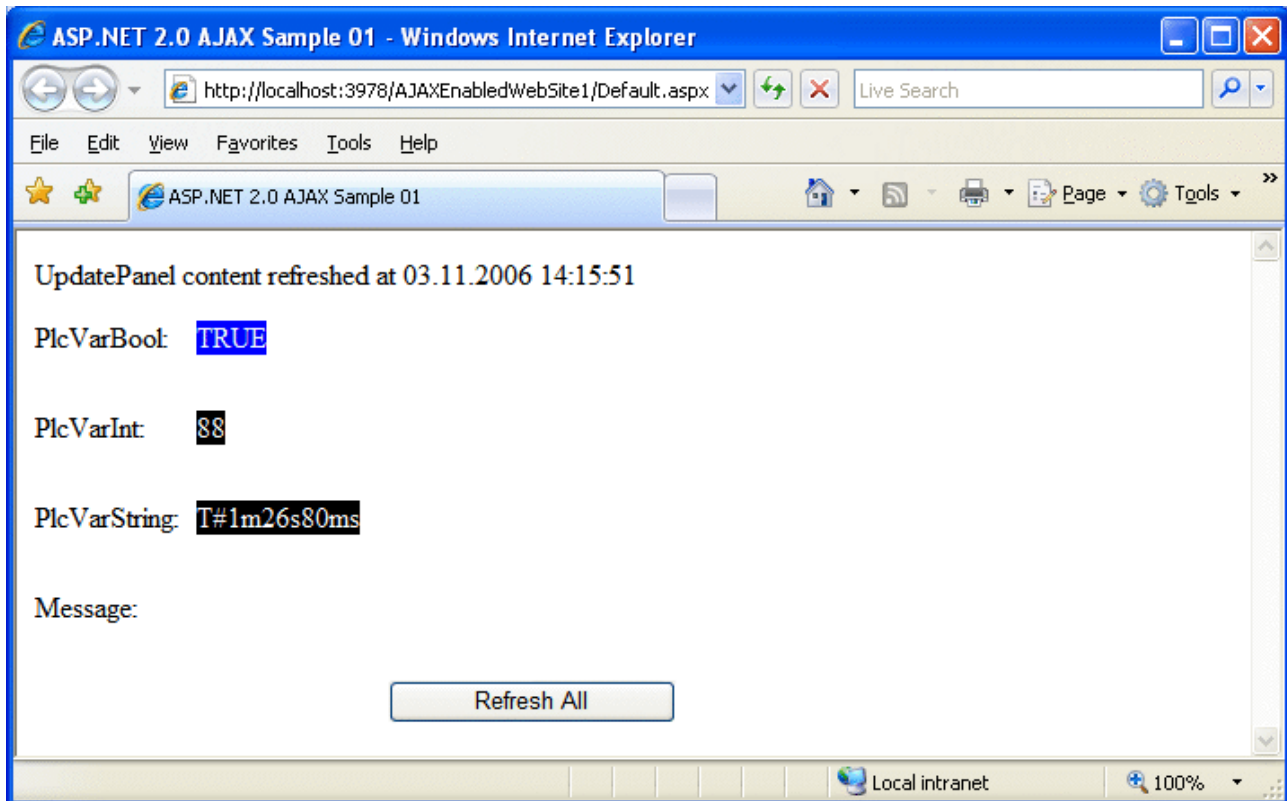 ASP.NET 2.0 AJAX Sample 01 - Windows Internet Explorer
http://localhost:3978/AJAXEnabledWebSite1/Default.aspx Live Search
File Edit View Favorites Tools Help
ASP.NET 2.0 AJAX Sample 01 Page Tools »
UpdatePanel content refreshed at 03.11.2006 14:15:51
PlcVarBool: TRUE
PlcVarInt: 88
PlcVarString: T#1m26s80ms
Message:
Refresh All
Local intranet 100%